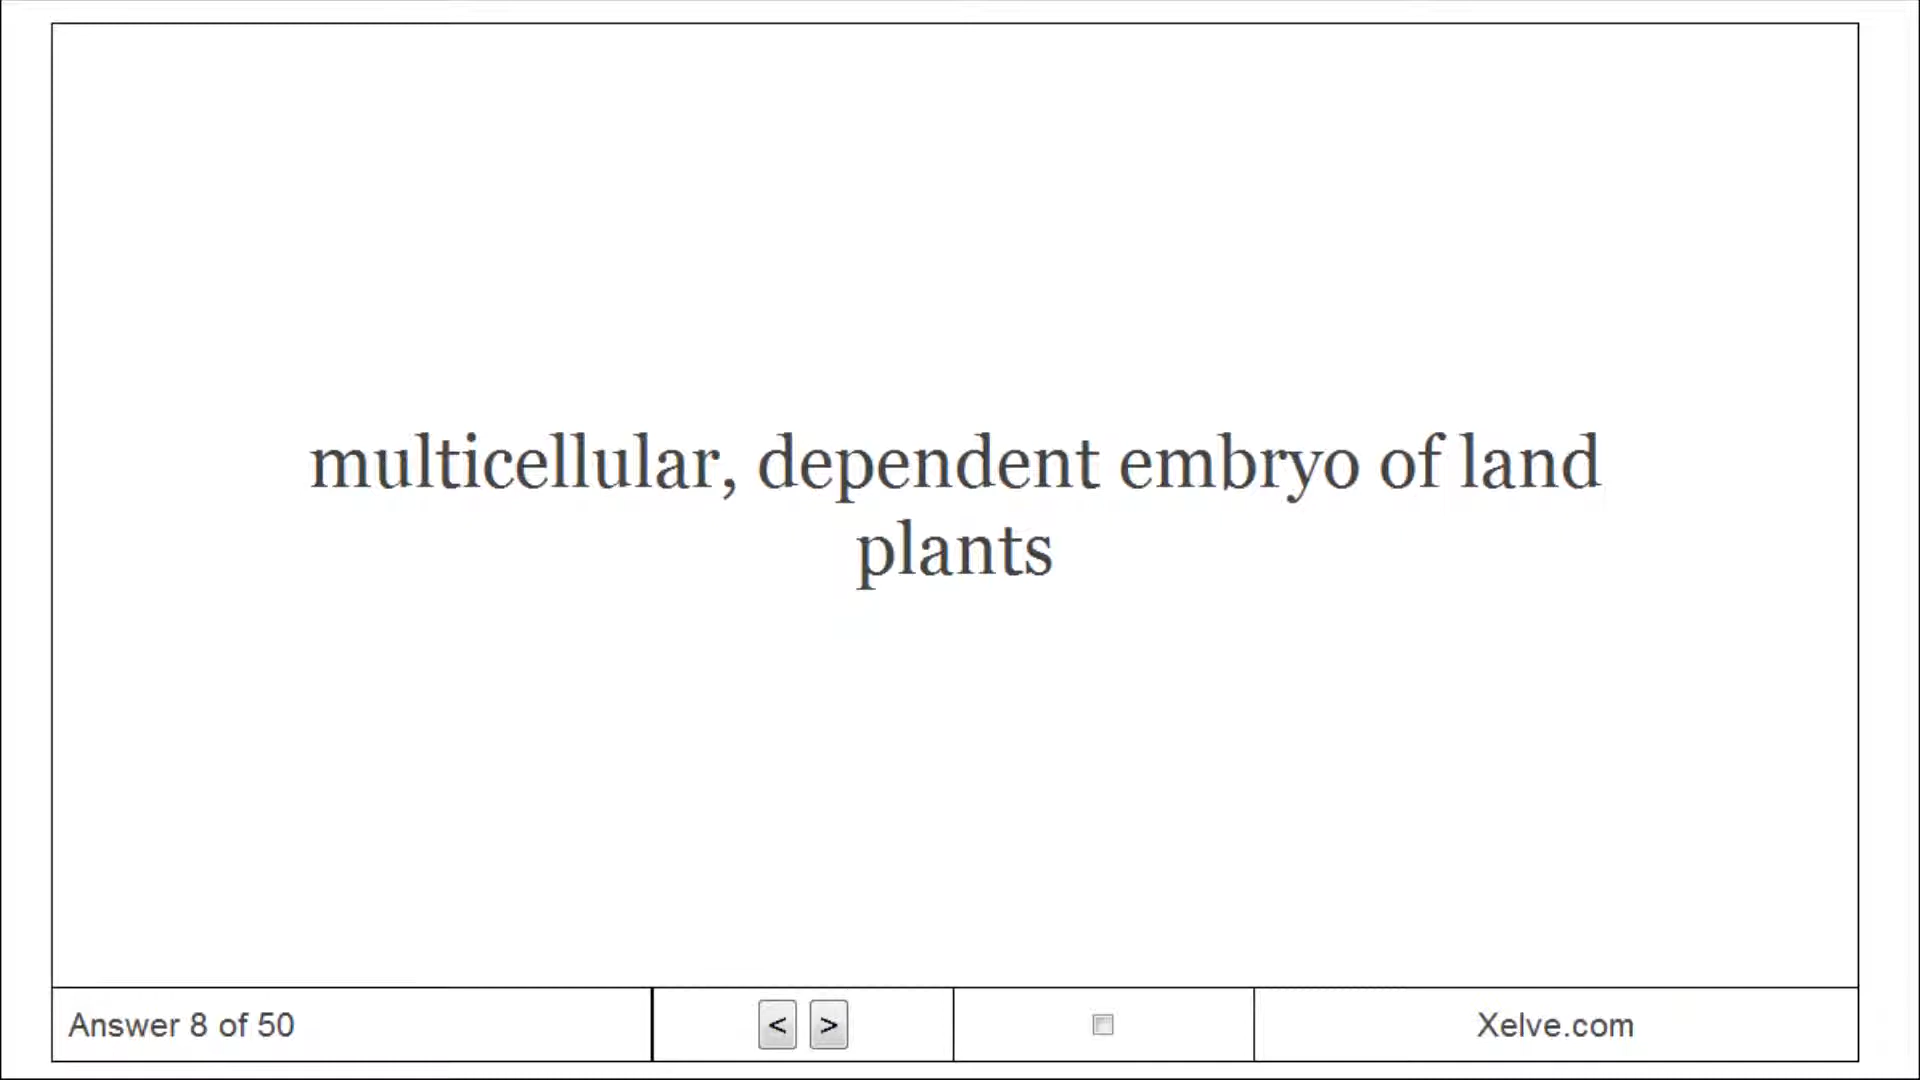 multicellular, dependent embryo of land
plants
Answer 8 of 50
< >
Xelve.com